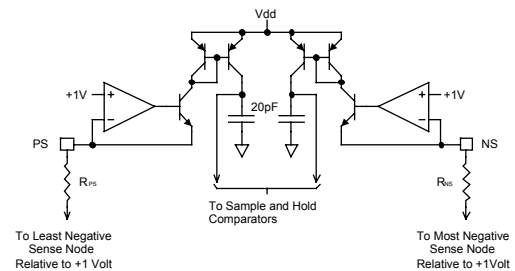 Vdd
+1V
+
−
20pF
+
−
+1V
PS
NS
RPS
RNS
To Sample and Hold
Comparators
To Least Negative
Sense Node
Relative to +1 Volt
To Most Negative
Sense Node
Relative to +1Volt